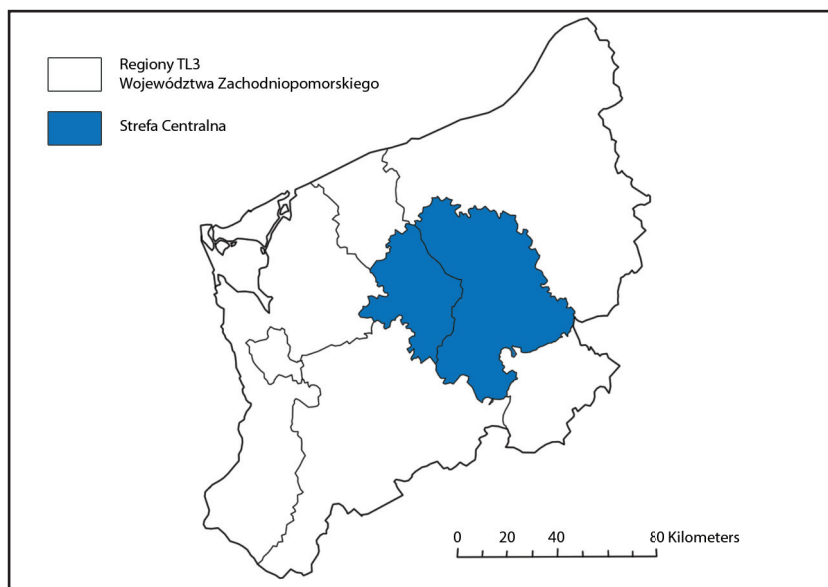 Regiony TL3
Województwa Zachodniopomorskiego
Strefa Centralna
0 20 40 80 Kilometers